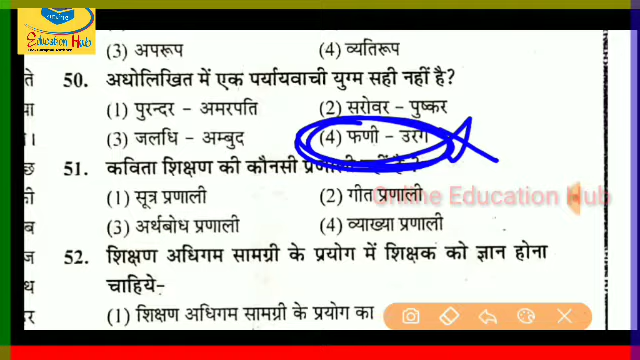 Online
Education Hub
(3) अपरूप (4) व्यतिरूप
ते 50. अधोलिखित में एक पर्यायवाची युग्म सही नहीं है?
(1) पुरन्दर – अमरपति (2) सरोवर – पुष्कर
(3) जलधि – अम्बुद (4) फणी – उरग
51. कविता शिक्षण की कौनसी प्रणाली नहीं है?
(1) सूत्र प्रणाली (2) गीत प्रणाली
Online Education Hub
(3) अर्थबोध प्रणाली (4) व्याख्या प्रणाली
52. शिक्षण अधिगम सामग्री के प्रयोग में शिक्षक को ज्ञान होना
चाहिये-
(1) शिक्षण अधिगम सामग्री के प्रयोग का